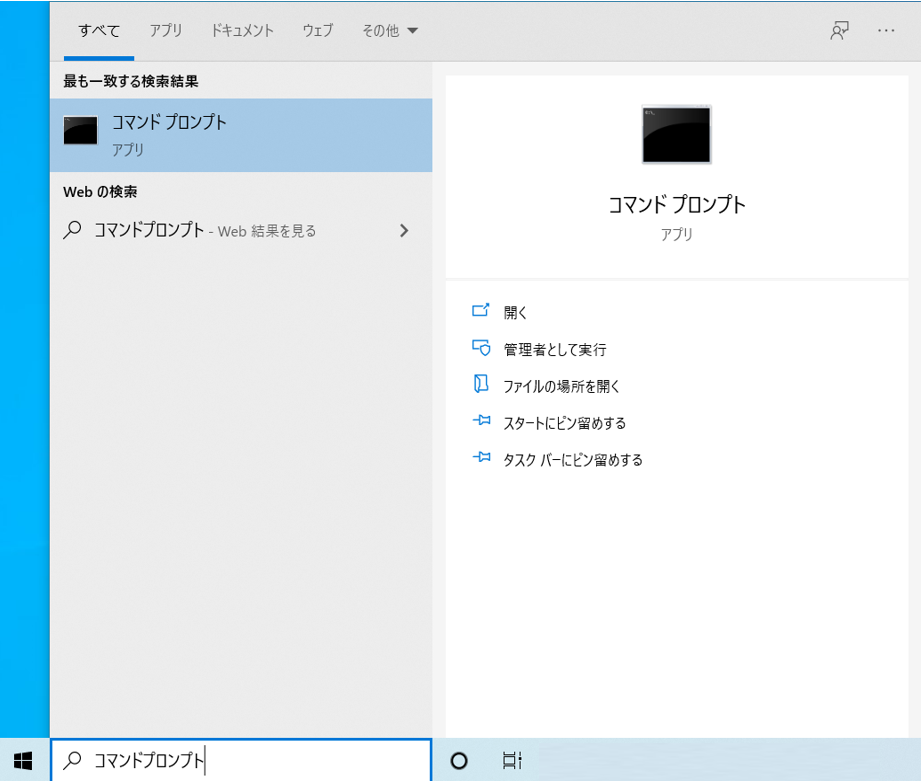 すべて アプリ ドキュメント ウェブ その他
最も一致する検索結果
コマンド プロンプト
アプリ
Web の検索
コマンドプロンプト - Web 結果を見る
コマンド プロンプト
アプリ
開く
管理者として実行
ファイルの場所を開く
スタートにピン留めする
タスク バーにピン留めする
コマンドプロンプト